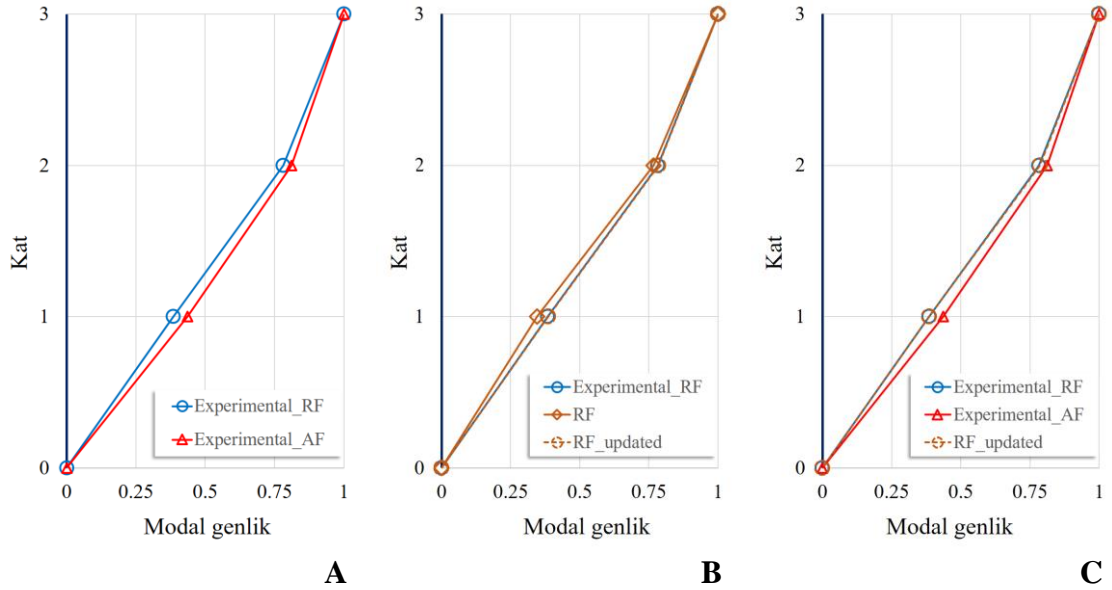 3
2
1
0
Kat
0 0.25 0.5 0.75 1
Modal genlik
Experimental_RF
Experimental_AF
A
3
2
1
0
Kat
0 0.25 0.5 0.75 1
Modal genlik
Experimental_RF
RF
RF_updated
B
3
2
1
0
Kat
0 0.25 0.5 0.75 1
Modal genlik
Experimental_RF
Experimental_AF
RF_updated
C